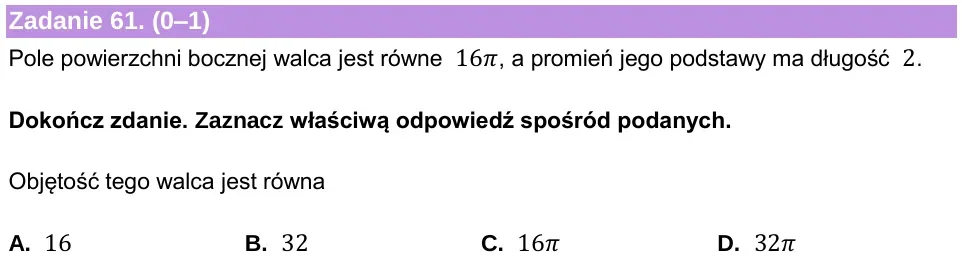 Zadanie 61. (0–1)
Pole powierzchni bocznej walca jest równe 16π, a promień jego podstawy ma długość 2.
Dokończ zdanie. Zaznacz właściwą odpowiedź spośród podanych.
Objętość tego walca jest równa
A. 16 B. 32 C. 16π D. 32π